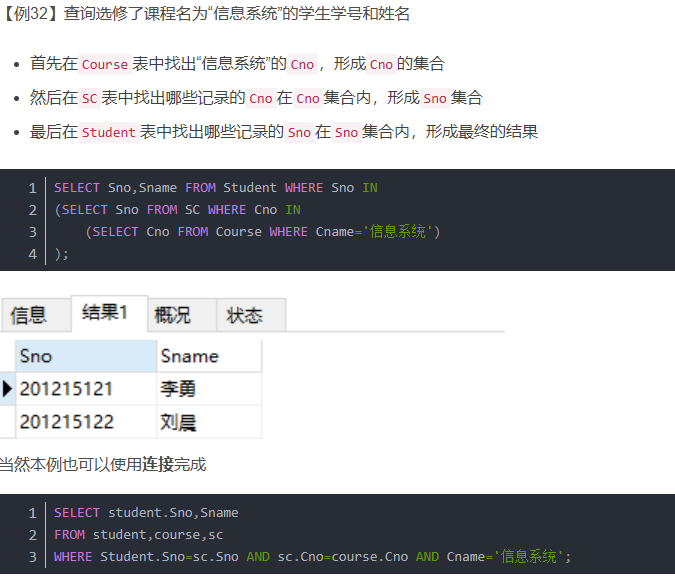 【例32】查询选修了课程名为“信息系统”的学生学号和姓名
首先在 Course 表中找出“信息系统”的 Cno ，形成 Cno 的集合
然后在 SC 表中找出哪些记录的 Cno 在 Cno 集合内，形成 Sno 集合
最后在 Student 表中找出哪些记录的 Sno 在 Sno 集合内，形成最终的结果
1 SELECT Sno,Sname FROM Student WHERE Sno IN
2 (SELECT Sno FROM SC WHERE Cno IN
3 (SELECT Cno FROM Course WHERE Cname='信息系统')
4 );
信息 结果1 概况 状态
Sno Sname
201215121 李勇
201215122 刘晨
当然本例也可以使用连接完成
1 SELECT student.Sno,Sname
2 FROM student,course,sc
3 WHERE Student.Sno=sc.Sno AND sc.Cno=course.Cno AND Cname='信息系统';